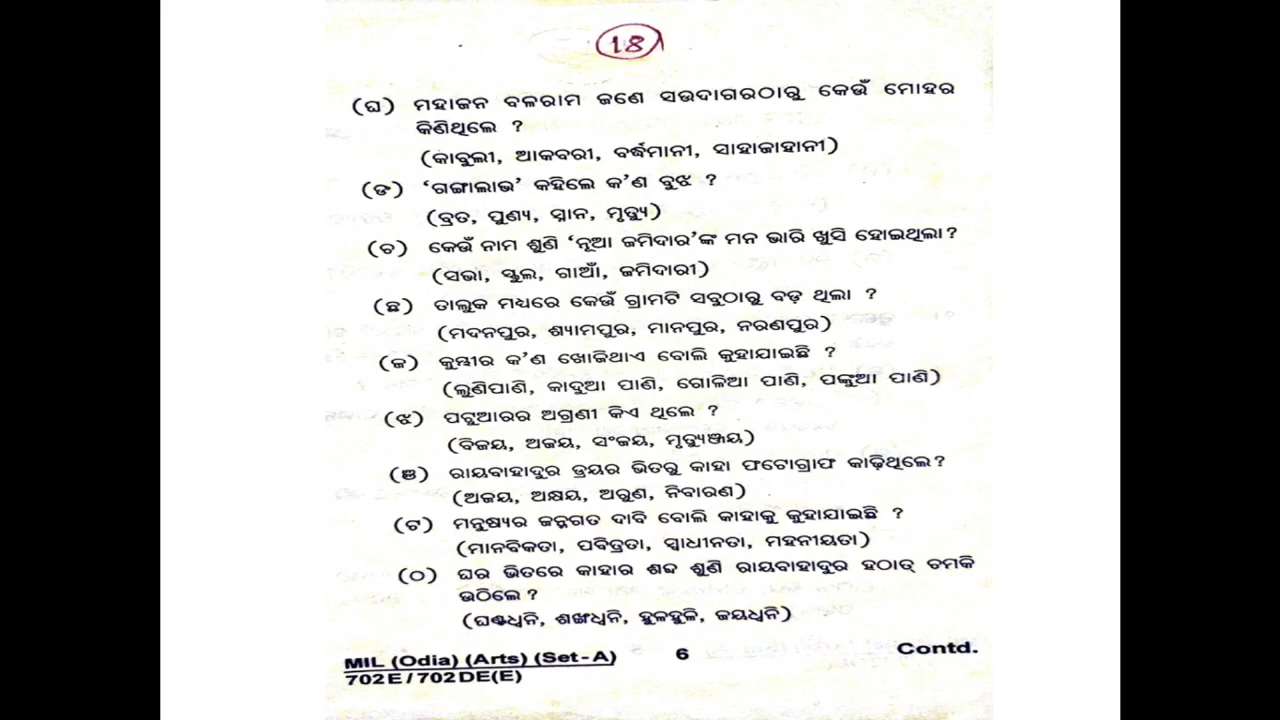 18
(ଘ) ମହାଜନ ବଳରାମ ଜଣେ ସଉଦାଗରଠାରୁ କେଉଁ ମୋହର
କିଣିଥିଲେ ?
(କାବୁଲୀ, ଆକବରୀ, ବର୍ଦ୍ଧମାନୀ, ସାହାଜାହାନୀ)
(ଙ) ‘ଗଙ୍ଗାଲାଭ’ କହିଲେ କ’ଣ ବୁଝ ?
(ବ୍ରତ, ପୁଣ୍ୟ, ସ୍ନାନ, ମୃତ୍ୟୁ)
(ଚ) କେଉଁ ନାମ ଶୁଣି ‘ନୂଆ ଜମିଦାର’ଙ୍କ ମନ ଭାରି ଖୁସି ହୋଇଥିଲା ?
(ସଭା, ସ୍କୁଲ, ଗାଆଁ, ଜମିଦାରୀ)
(ଛ) ତାଲୁକ ମଧ୍ୟରେ କେଉଁ ଗ୍ରାମଟି ସବୁଠାରୁ ବଡ଼ ଥିଲା ?
(ମଦନପୁର, ଶ୍ୟାମପୁର, ମାନପୁର, ନରଣପୁର)
(ଜ) କୁମ୍ଭୀର କ’ଣ ଖୋଜିଥାଏ ବୋଲି କୁହାଯାଇଛି ?
(ଲୁଣିପାଣି, କାଦୁଆ ପାଣି, ଗୋଳିଆ ପାଣି, ପଙ୍କୁଆ ପାଣି)
(ଝ) ପଟୁଆରର ଅଗ୍ରଣୀ କିଏ ଥିଲେ ?
(ବିଜୟ, ଅଜୟ, ସଂଜୟ, ମୃତ୍ୟୁଞ୍ଜୟ)
(ଞ) ରାୟବାହାଦୁର ଡ୍ରୟର ଭିତରୁ କାହା ଫଟୋଗ୍ରାଫ କାଢ଼ିଥିଲେ ?
(ଅଜୟ, ଅକ୍ଷୟ, ଅରୁଣ, ନିବାରଣ)
(ଟ) ମନୁଷ୍ୟର ଜନ୍ମଗତ ଦାବି ବୋଲି କାହାକୁ କୁହାଯାଇଛି ?
(ମାନବିକତା, ପବିତ୍ରତା, ସ୍ୱାଧୀନତା, ମହନୀୟତା)
(ଠ) ଘର ଭିତରେ କାହାର ଶବ୍ଦ ଶୁଣି ରାୟବାହାଦୁର ହଠାତ୍ ଚମକି
ଉଠିଲେ ?
(ଘଣ୍ଟଧ୍ୱନି, ଶଙ୍ଖଧ୍ୱନି, ହୁଳହୁଳି, ଜୟଧ୍ୱନି)
MIL (Odia) (Arts) (Set-A) 6 Contd.
702E/702DE(E)